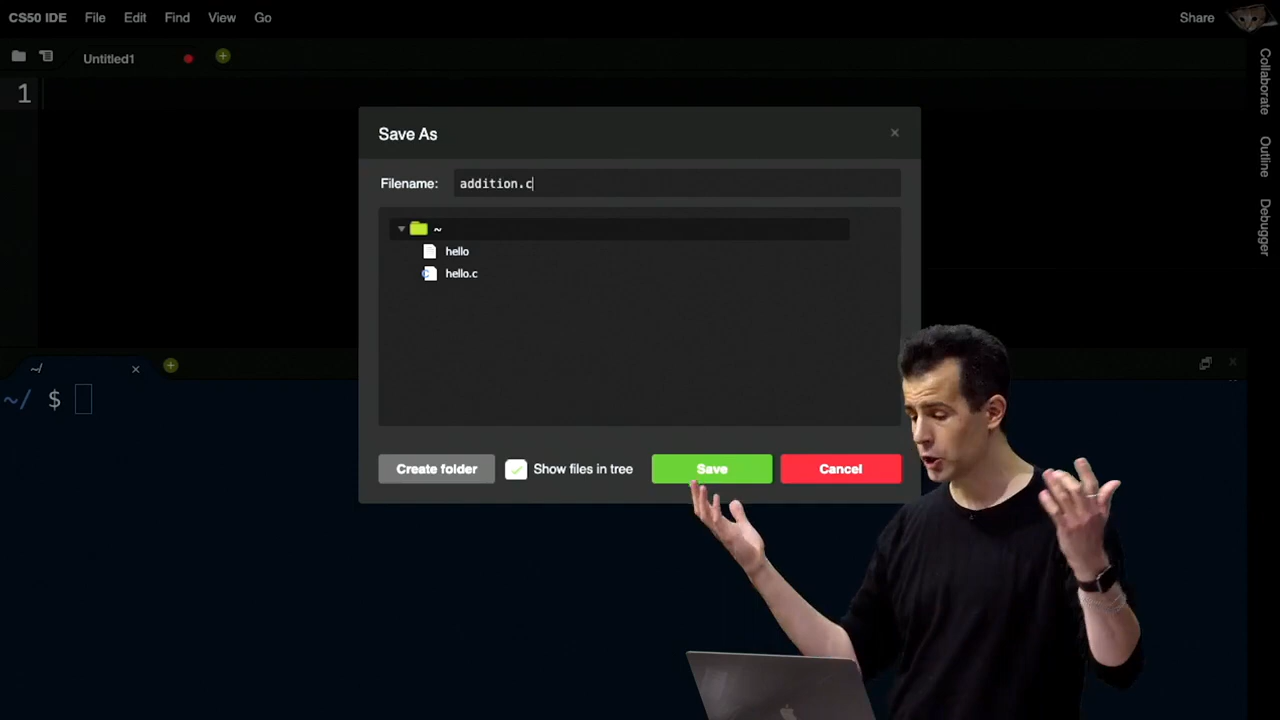 CS50 IDE File Edit Find View Go Share
Untitled1
1
Collaborate
Outline
Debugger
Save As
Filename: addition.c
~
hello
hello.c
Create folder Show files in tree Save Cancel
~/
~/ $